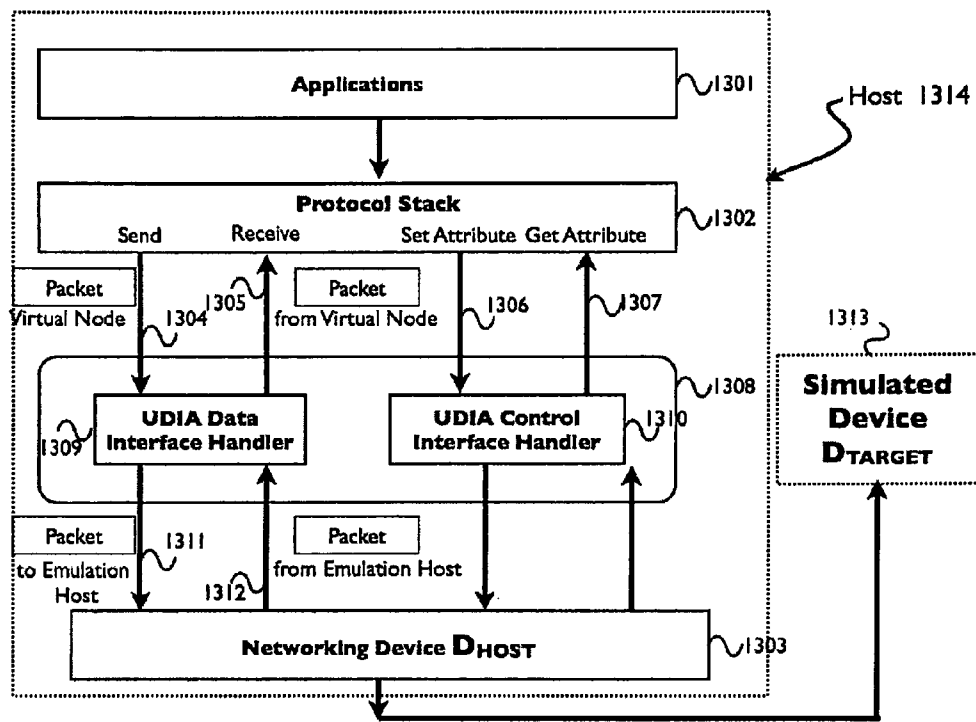 Applications
1301
Host 1314
Protocol Stack
1302
Send Receive Set Attribute Get Attribute
Packet
Virtual Node
1304
1305
Packet
from Virtual Node
1306
1307
1313
Simulated
Device
DTARGET
1308
UDIA Data
Interface Handler
1309
UDIA Control
Interface Handler
1310
Packet
to Emulation
Host
1311
1312
Packet
from Emulation Host
Networking Device DHOST
1303